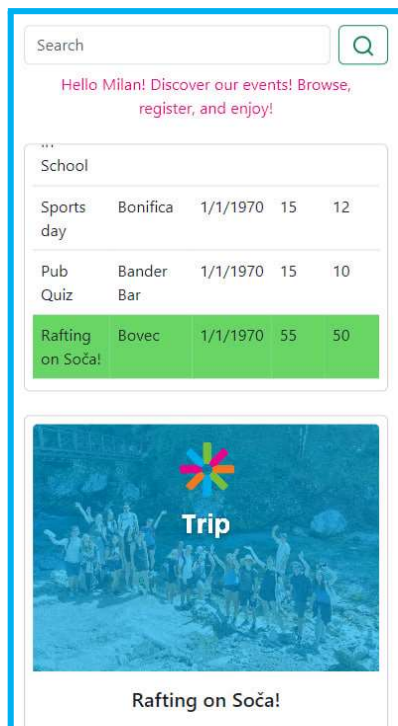 Search
Hello Milan! Discover our events! Browse,
register, and enjoy!
School
Sports Bonifica 1/1/1970 15 12
day
Pub Bander 1/1/1970 15 10
Quiz Bar
Rafting Bovec 1/1/1970 55 50
on Soča!
Trip
Rafting on Soča!